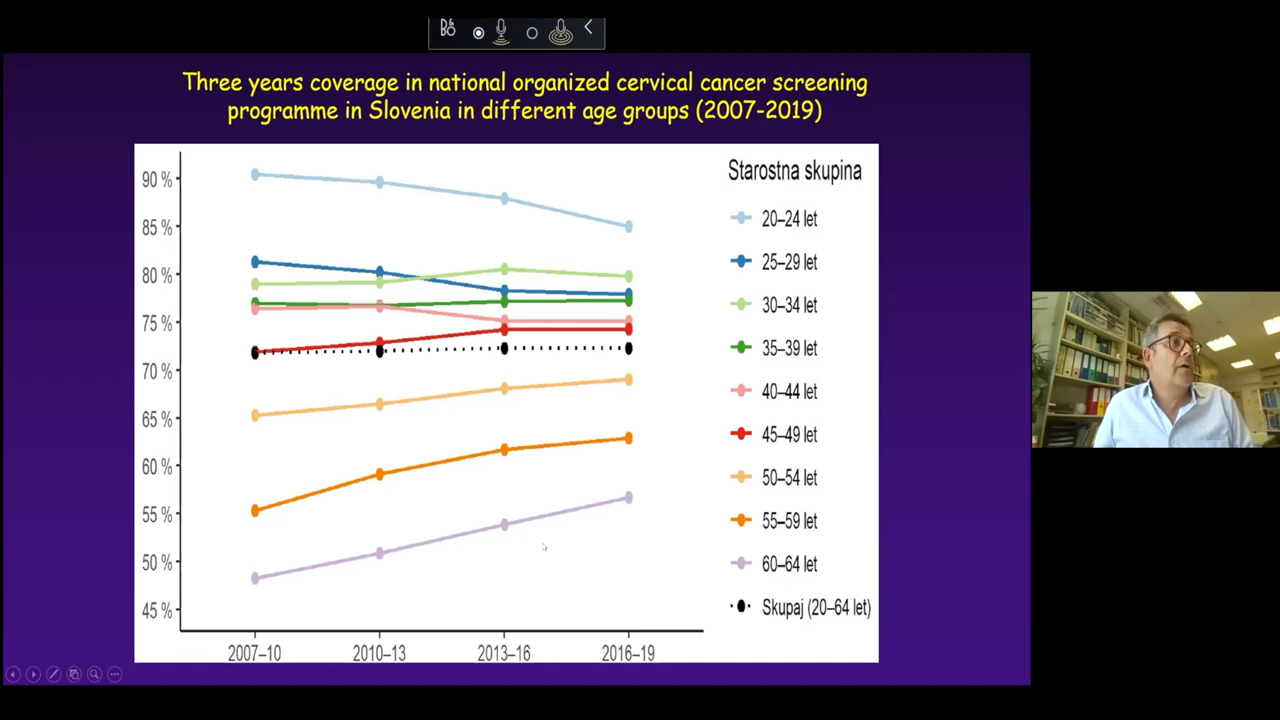 B&
BO
Three years coverage in national organized cervical cancer screening
programme in Slovenia in different age groups (2007-2019)
Starostna skupina
90 %
85 %
80 %
75 %
70 %
65 %
60 %
55 %
50 %
45 %
20–24 let
25–29 let
30–34 let
35–39 let
40–44 let
45–49 let
50–54 let
55–59 let
60–64 let
Skupaj (20–64 let)
2007–10
2010–13
2013–16
2016–19